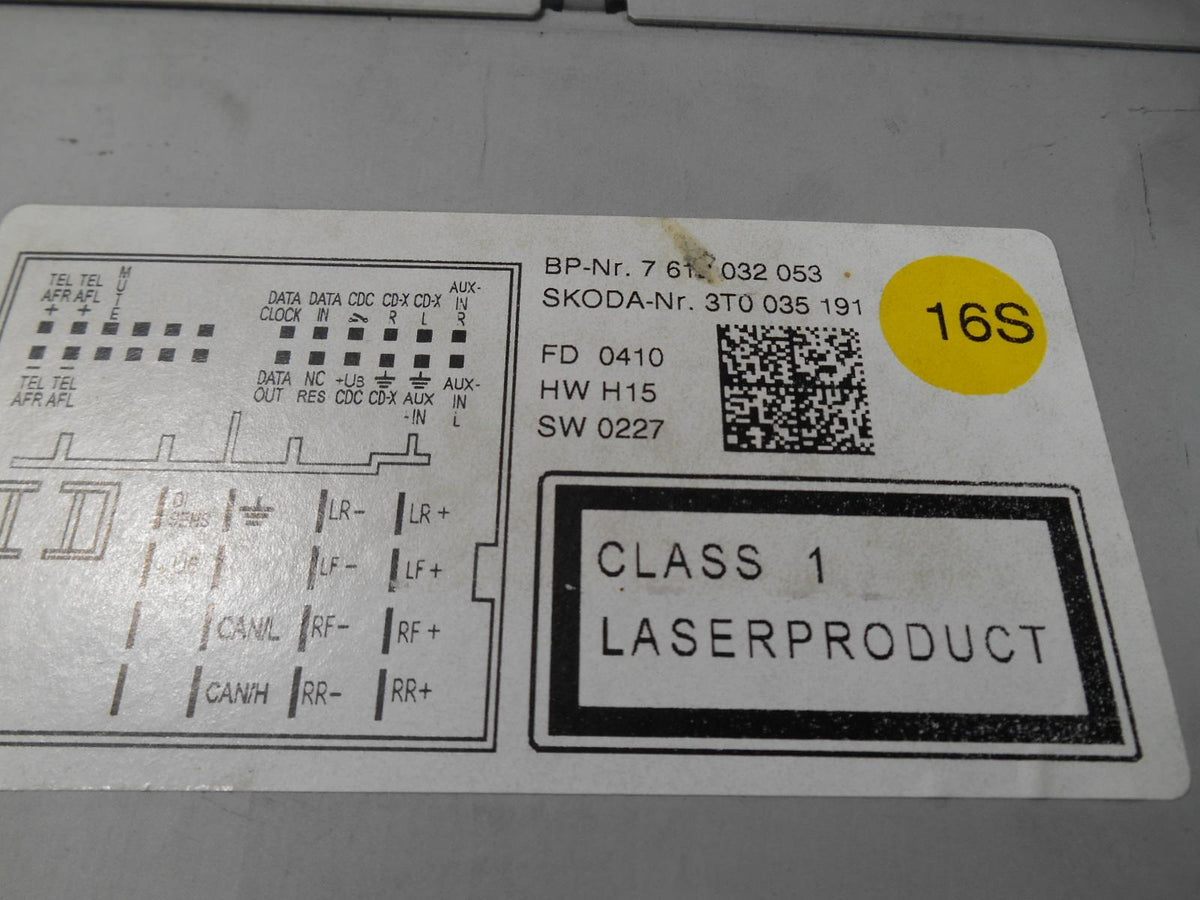 BP-Nr. 7 032 053
SKODA-Nr. 3T0 035 191
16S
FD 0410
HW H15
SW 0227
CLASS 1
LASERPRODUCT
TEL TEL MUTE
AFR AFL
+ +
− −
TEL TEL
AFR AFL
DATA DATA CDC CD-X CD-X AUX-
CLOCK IN R L IN
R
DATA NC +UB AUX-
OUT RES CDC CD-X AUX IN
-IN L
DI SENS
LR− LR+
UB LF− LF+
CAN/L RF− RF+
CAN/H RR− RR+